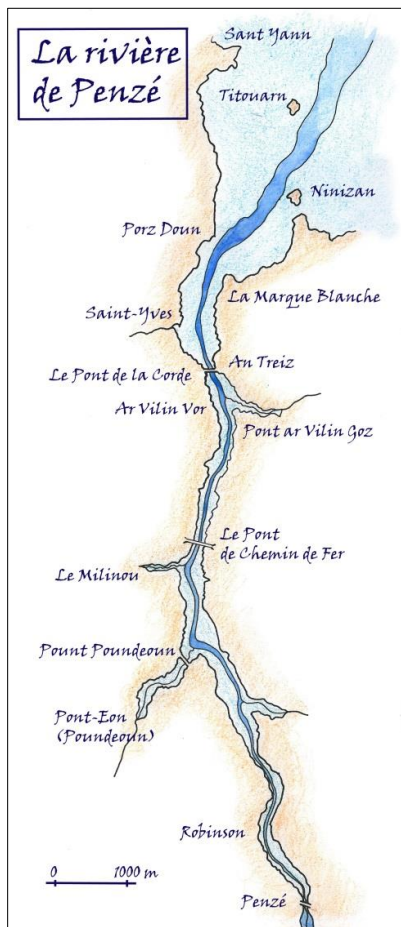 La rivière
de Penzé
Sant Yann
Titouarn
Ninizan
Porz Doun
La Marque Blanche
Saint-Yves
An Treiz
Le Pont de la Corde
Ar Vilin Vor
Pont ar Vilin Goz
Le Pont
de Chemin de Fer
Le Milinou
Pount Poundeoun
Pont-Eon
(Poundeoun)
Robinson
0 1000 m
Penzé